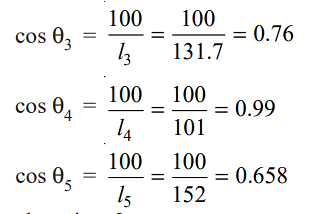 cos θ₃ = 100/l₃ = 100/131.7 = 0.76
cos θ₄ = 100/l₄ = 100/101 = 0.99
cos θ₅ = 100/l₅ = 100/152 = 0.658